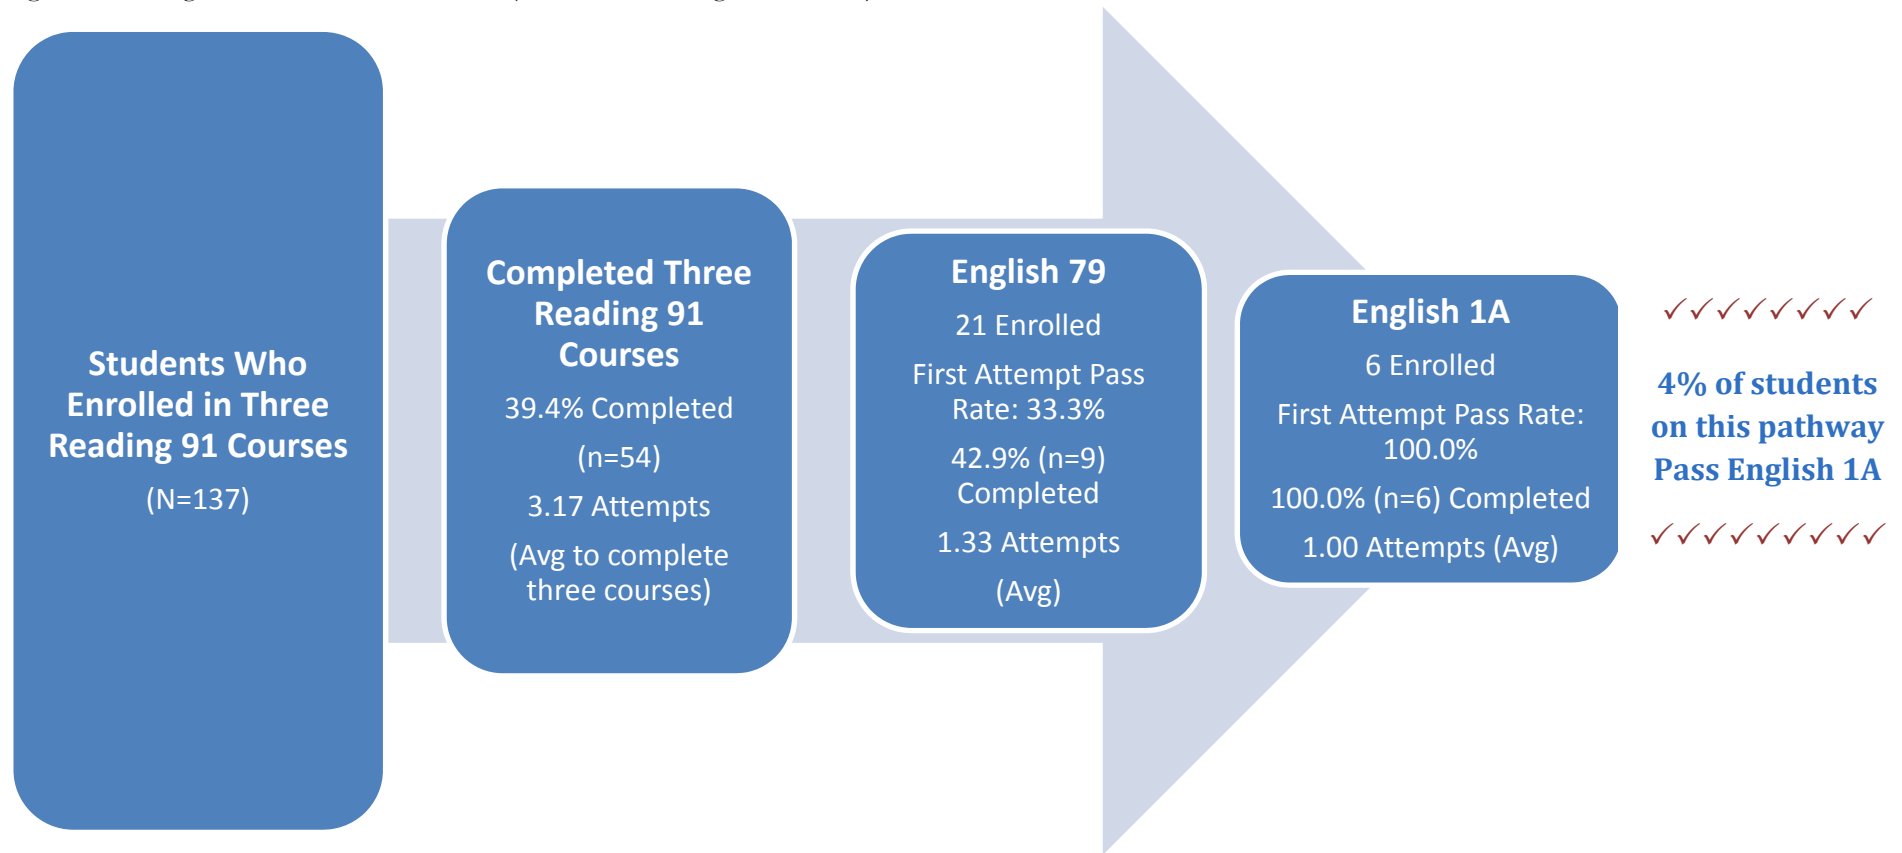 Students Who
Enrolled in Three
Reading 91 Courses
(N=137)
Completed Three
Reading 91
Courses
39.4% Completed
(n=54)
3.17 Attempts
(Avg to complete
three courses)
English 79
21 Enrolled
First Attempt Pass
Rate: 33.3%
42.9% (n=9)
Completed
1.33 Attempts
(Avg)
English 1A
6 Enrolled
First Attempt Pass Rate:
100.0%
100.0% (n=6) Completed
1.00 Attempts (Avg)
✓✓✓✓✓✓✓✓
4% of students
on this pathway
Pass English 1A
✓✓✓✓✓✓✓✓✓